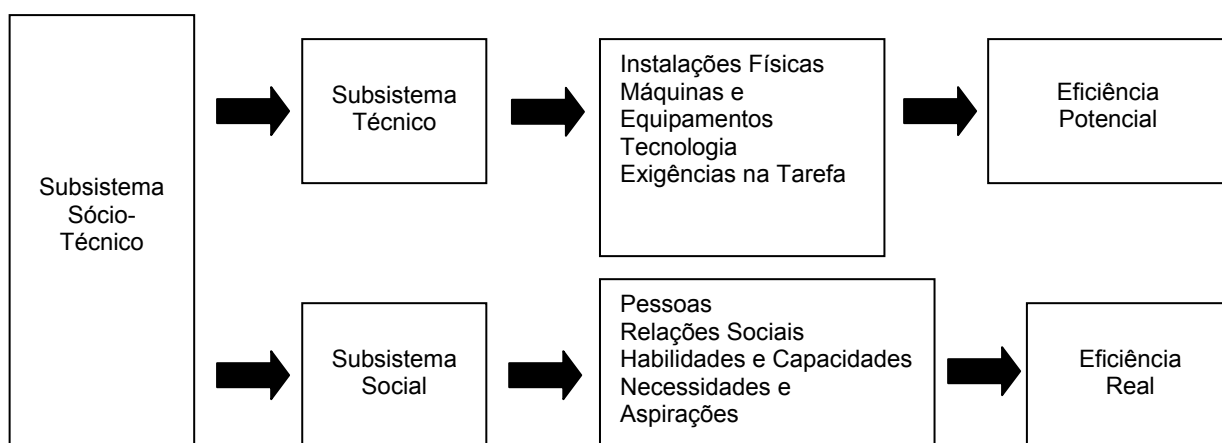 Subsistema
Sócio-
Técnico
Subsistema
Técnico
Instalações Físicas
Máquinas e
Equipamentos
Tecnologia
Exigências na Tarefa
Eficiência
Potencial
Subsistema
Social
Pessoas
Relações Sociais
Habilidades e Capacidades
Necessidades e
Aspirações
Eficiência
Real